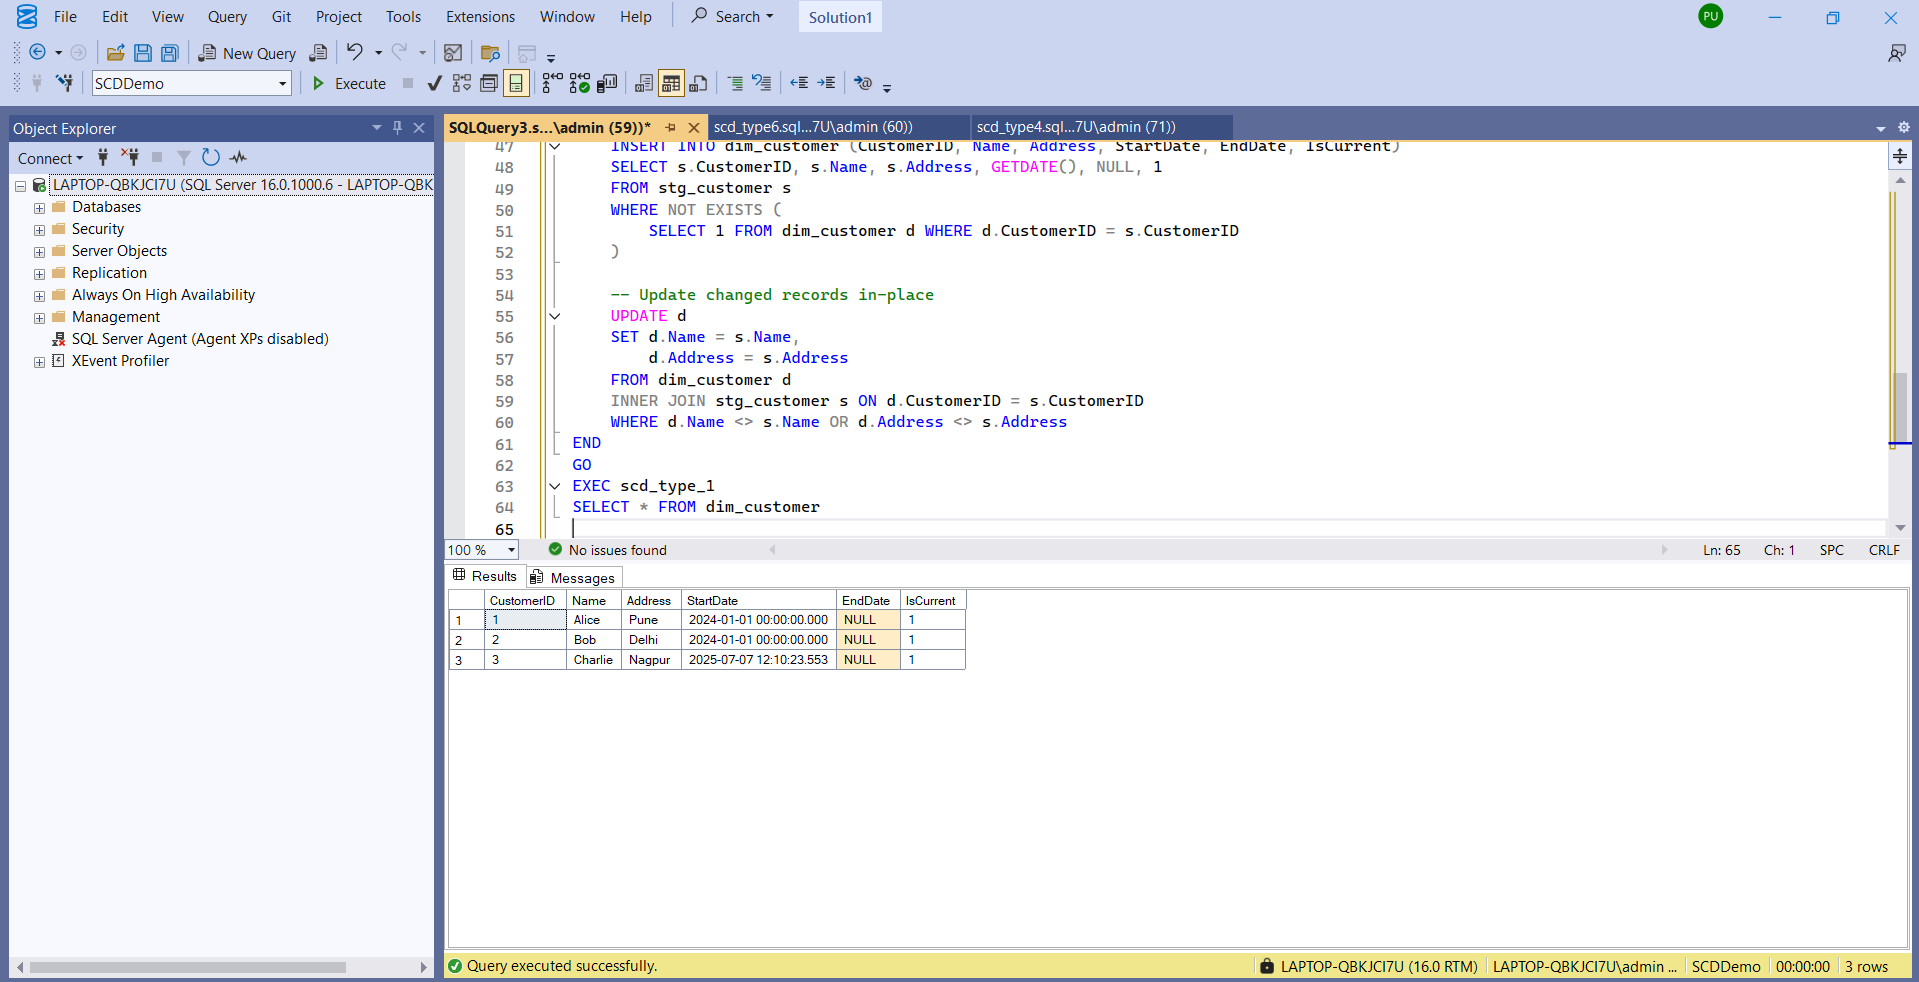 File Edit View Query Git Project Tools Extensions Window Help Search Solution1 PU
New Query
SCDDemo Execute
Object Explorer
Connect
LAPTOP-QBKJCI7U (SQL Server 16.0.1000.6 - LAPTOP-QBK
Databases
Security
Server Objects
Replication
Always On High Availability
Management
SQL Server Agent (Agent XPs disabled)
XEvent Profiler
SQLQuery3.s...\admin (59))* scd_type6.sql...7U\admin (60)) scd_type4.sql...7U\admin (71))
47 INSERT INTO dim_customer (CustomerID, Name, Address, StartDate, EndDate, IsCurrent)
48 SELECT s.CustomerID, s.Name, s.Address, GETDATE(), NULL, 1
49 FROM stg_customer s
50 WHERE NOT EXISTS (
51 SELECT 1 FROM dim_customer d WHERE d.CustomerID = s.CustomerID
52 )
53
54 -- Update changed records in-place
55 UPDATE d
56 SET d.Name = s.Name,
57 d.Address = s.Address
58 FROM dim_customer d
59 INNER JOIN stg_customer s ON d.CustomerID = s.CustomerID
60 WHERE d.Name <> s.Name OR d.Address <> s.Address
61 END
62 GO
63 EXEC scd_type_1
64 SELECT * FROM dim_customer
65
100 % No issues found Ln: 65 Ch: 1 SPC CRLF
Results Messages
CustomerID Name Address StartDate EndDate IsCurrent
1 1 Alice Pune 2024-01-01 00:00:00.000 NULL 1
2 2 Bob Delhi 2024-01-01 00:00:00.000 NULL 1
3 3 Charlie Nagpur 2025-07-07 12:10:23.553 NULL 1
Query executed successfully. LAPTOP-QBKJCI7U (16.0 RTM) LAPTOP-QBKJCI7U\admin ... SCDDemo 00:00:00 3 rows